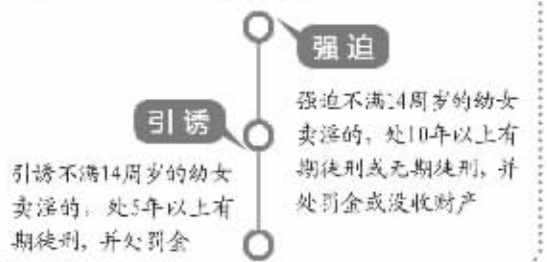 强迫
强迫不满14周岁的幼女
卖淫的，处10年以上有
期徒刑或无期徒刑，并
处罚金或没收财产
引诱
引诱不满14周岁的幼女
卖淫的，处5年以上有
期徒刑，并处罚金